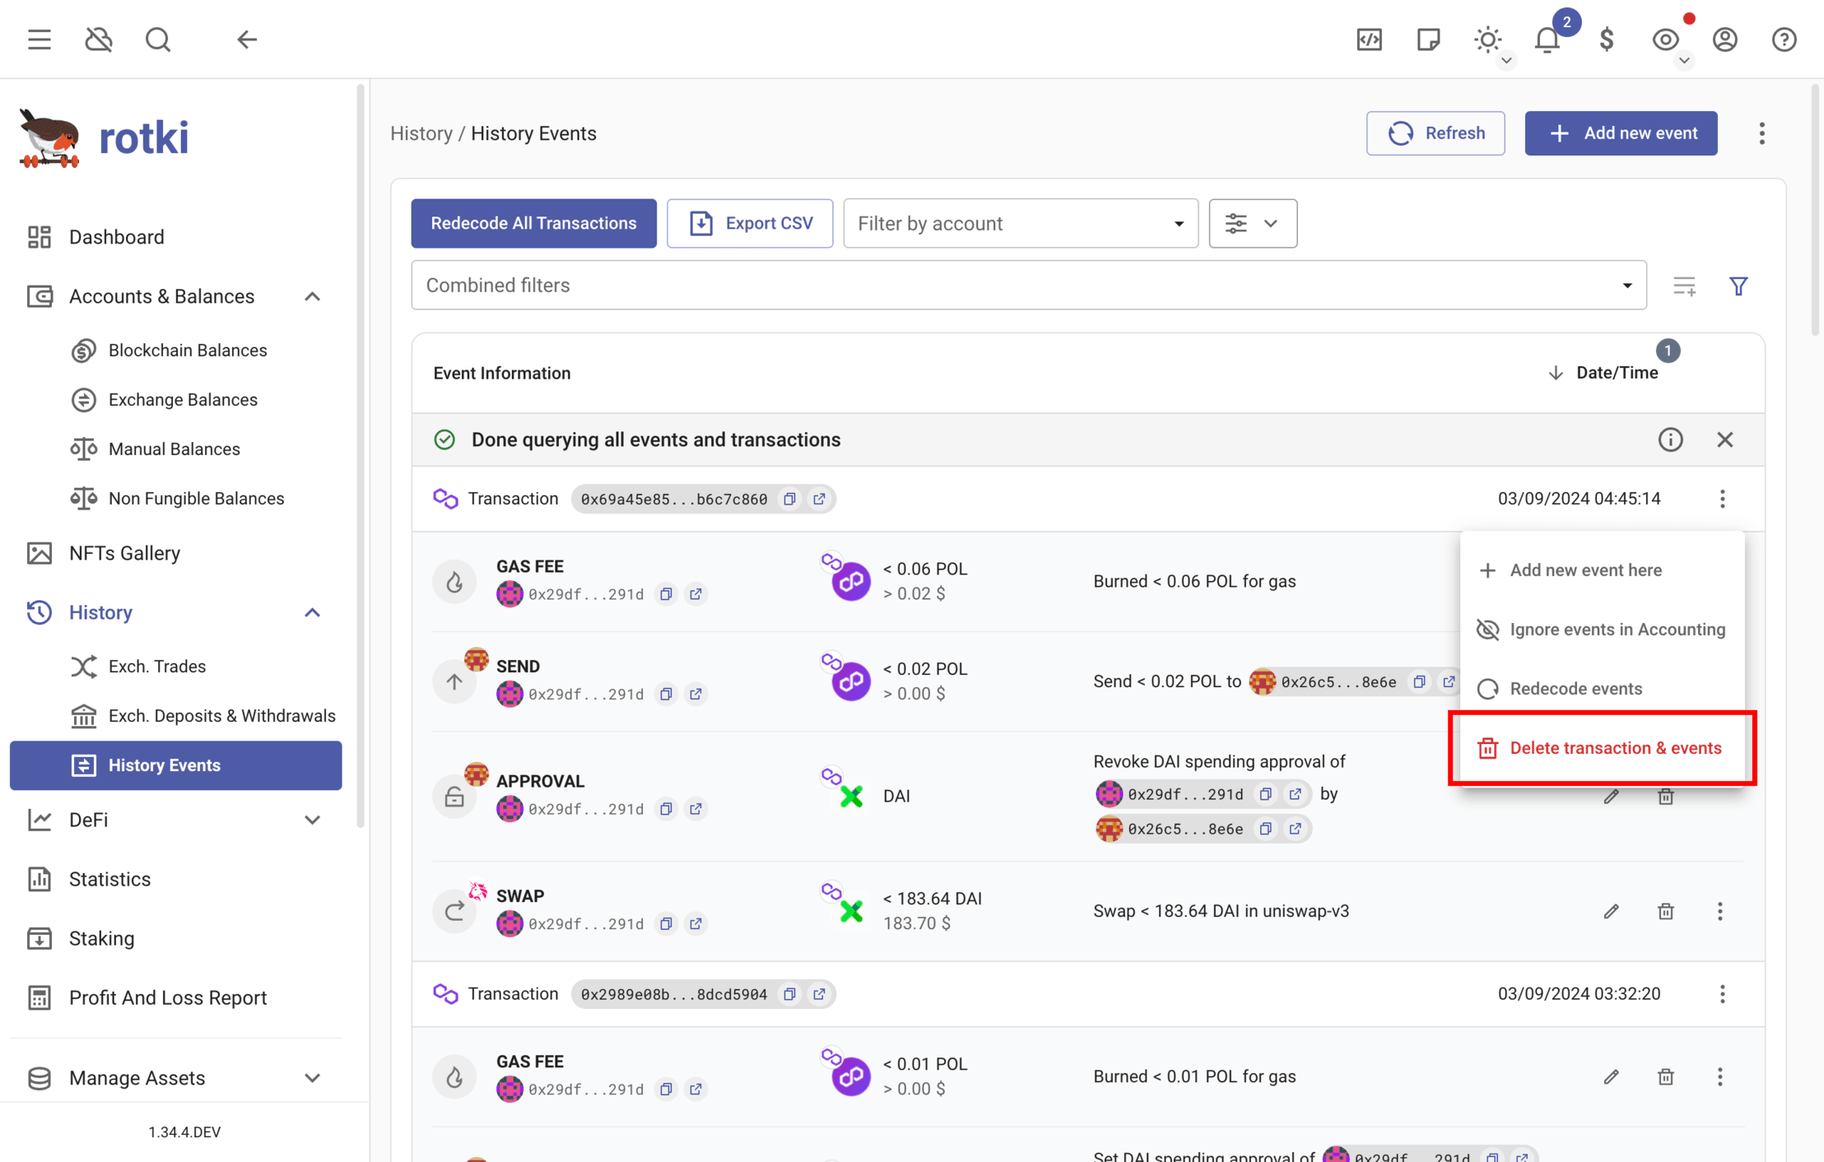 2
rotki
Dashboard
Accounts & Balances
Blockchain Balances
Exchange Balances
Manual Balances
Non Fungible Balances
NFTs Gallery
History
Exch. Trades
Exch. Deposits & Withdrawals
History Events
DeFi
Statistics
Staking
Profit And Loss Report
Manage Assets
1.34.4.DEV
History / History Events
Refresh
Add new event
Redecode All Transactions
Export CSV
Filter by account
Combined filters
Event Information
Date/Time
1
Done querying all events and transactions
Transaction 0x69a45e85...b6c7c860 03/09/2024 04:45:14
GAS FEE
0x29df...291d
< 0.06 POL
> 0.02 $
Burned < 0.06 POL for gas
SEND
0x29df...291d
< 0.02 POL
> 0.00 $
Send < 0.02 POL to 0x26c5...8e6e
APPROVAL
0x29df...291d
DAI
Revoke DAI spending approval of
0x29df...291d by
0x26c5...8e6e
SWAP
0x29df...291d
< 183.64 DAI
183.70 $
Swap < 183.64 DAI in uniswap-v3
Add new event here
Ignore events in Accounting
Redecode events
Delete transaction & events
Transaction 0x2989e08b...8dcd5904 03/09/2024 03:32:20
GAS FEE
0x29df...291d
< 0.01 POL
> 0.00 $
Burned < 0.01 POL for gas
Set DAI spending approval of 0x29df...291d